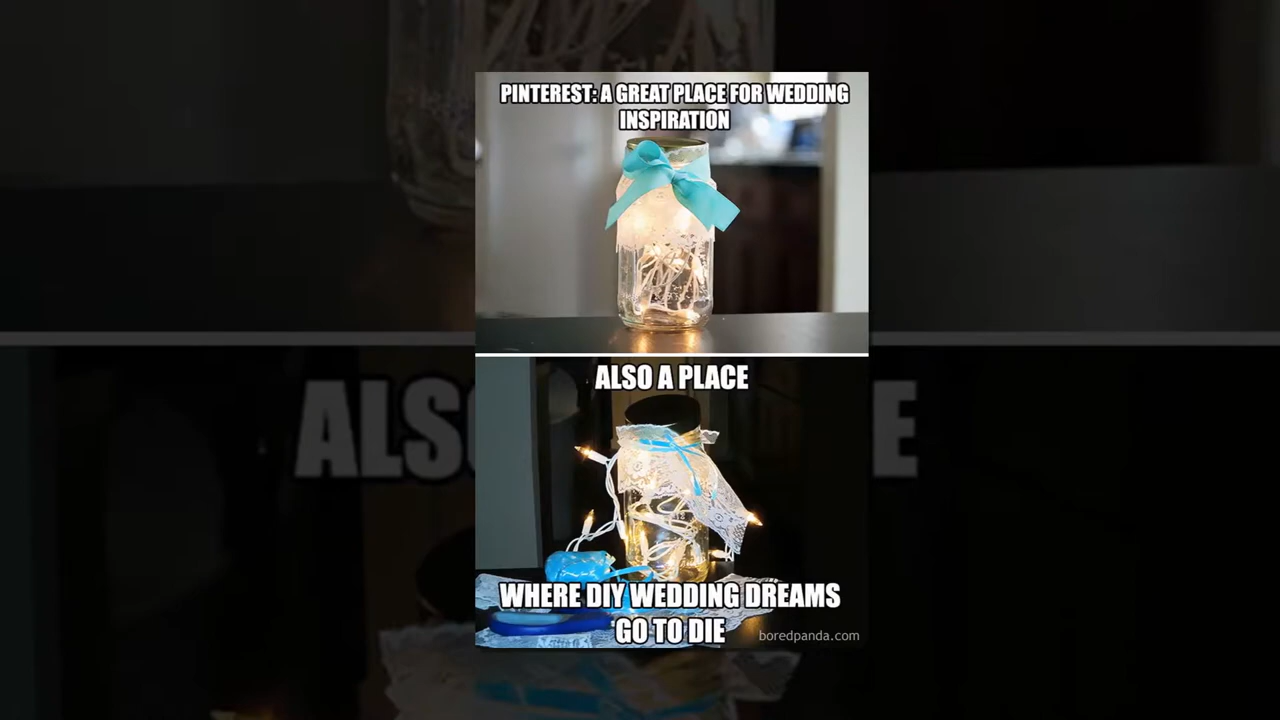 PINTEREST: A GREAT PLACE FOR WEDDING
INSPIRATION
ALSO A PLACE
WHERE DIY WEDDING DREAMS
GO TO DIE
boredpanda.com